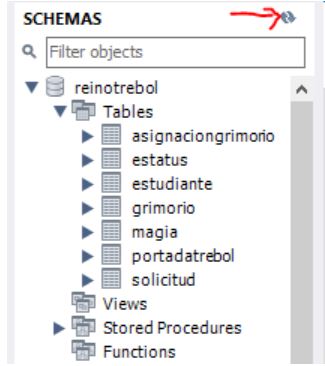 SCHEMAS
Filter objects
reinotrebol
Tables
asignaciongrimorio
estatus
estudiante
grimorio
magia
portadatrebol
solicitud
Views
Stored Procedures
Functions